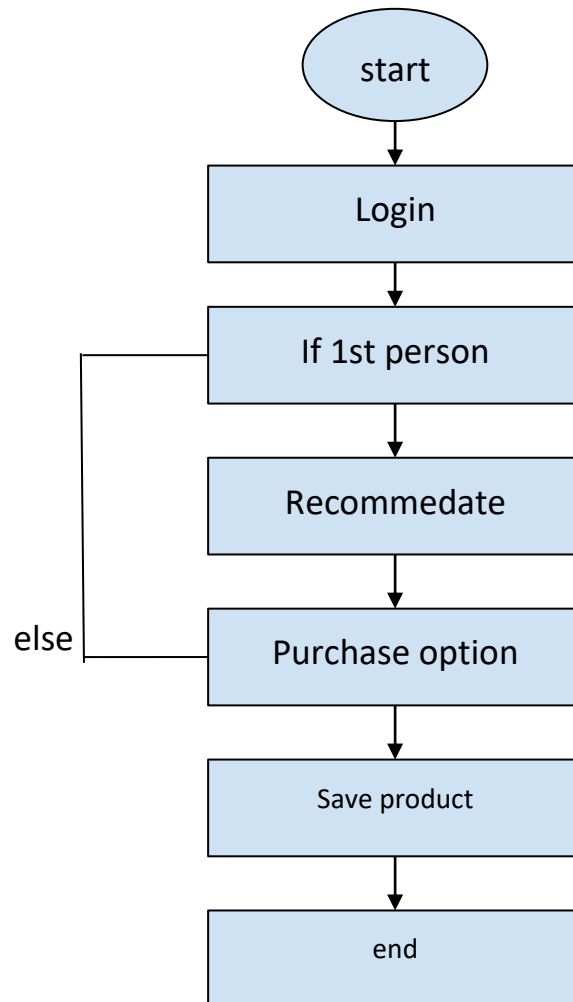 start
Login
If 1st person
Recommedate
else
Purchase option
Save product
end